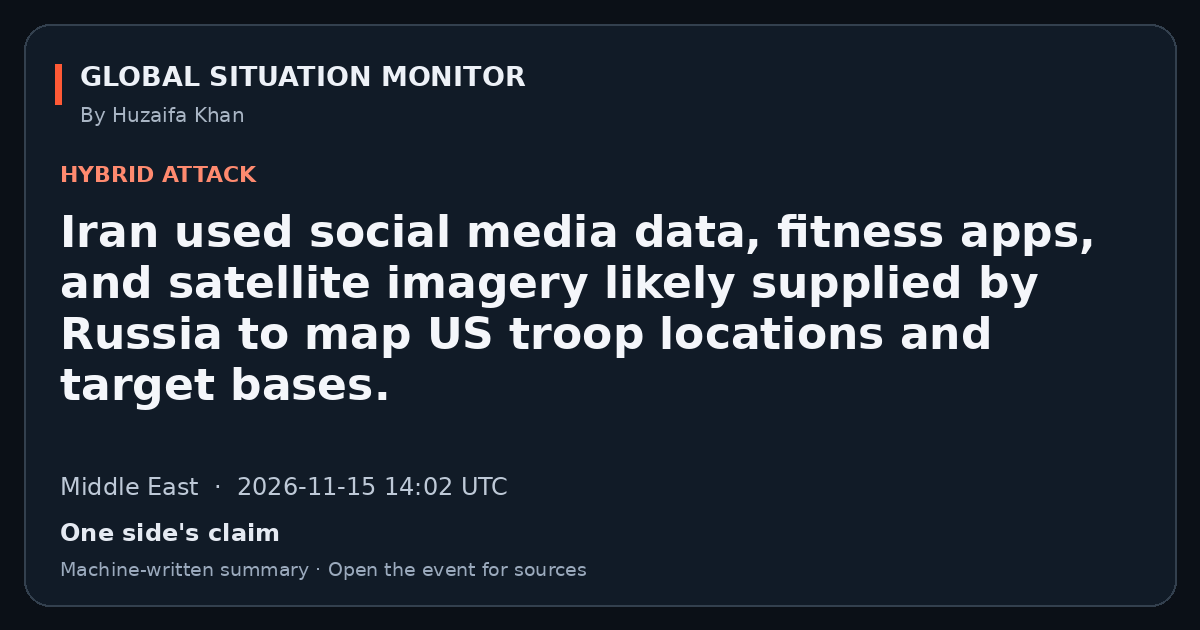 GLOBAL SITUATION MONITOR
By Huzaifa Khan
HYBRID ATTACK
Iran used social media data, fitness apps,
and satellite imagery likely supplied by
Russia to map US troop locations and
target bases.
Middle East · 2026-11-15 14:02 UTC
One side's claim
Machine-written summary · Open the event for sources